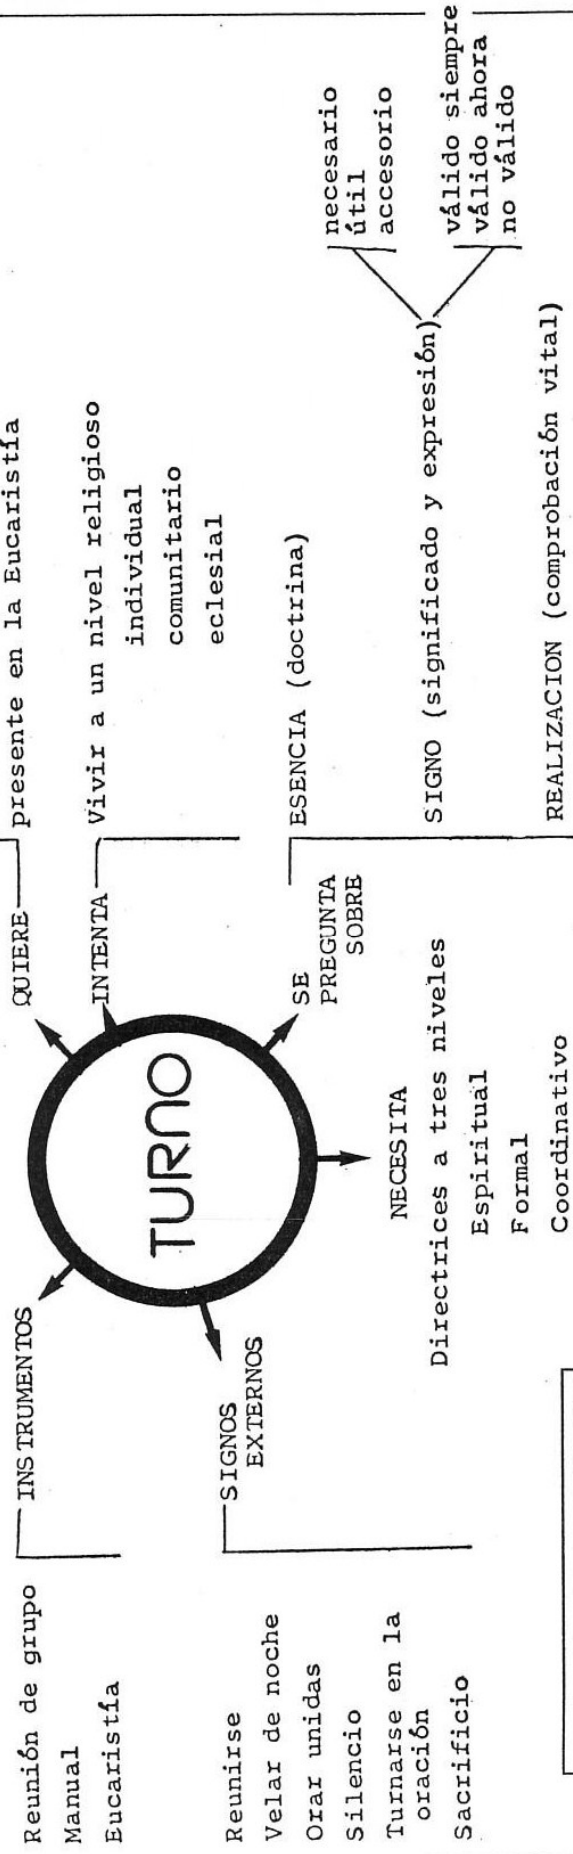 QUIERE
presente en la Eucaristía
INTENTA
Vivir a un nivel religioso
individual
comunitario
eclesial
SE
PREGUNTA
SOBRE
ESENCIA (doctrina)
SIGNO (significado y expresión)
necesario
útil
accesorio
válido siempre
válido ahora
no válido
REALIZACION (comprobación vital)
TURNO
NECESITA
Directrices a tres niveles
Espiritual
Formal
Coordinativo
INSTRUMENTOS
Reunión de grupo
Manual
Eucaristía
SIGNOS
EXTERNOS
Reunirse
Velar de noche
Orar unidas
Silencio
Turnarse en la
oración
Sacrificio